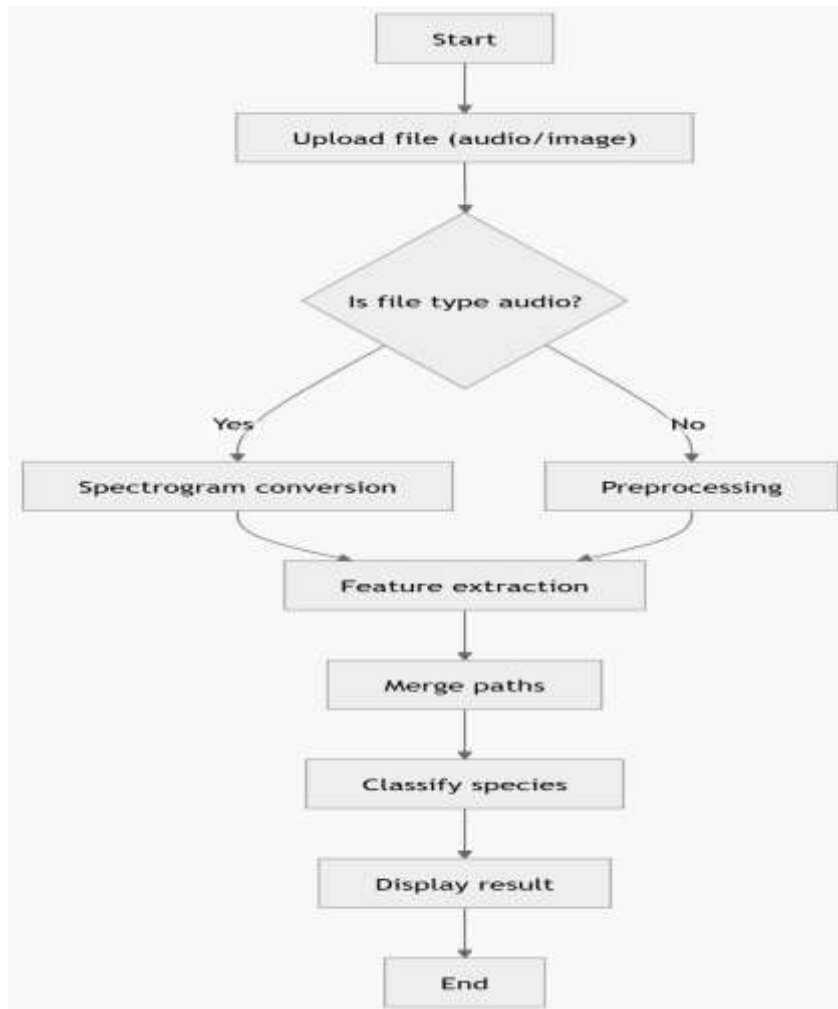 Start
Upload file (audio/image)
Is file type audio?
Yes
No
Spectrogram conversion
Preprocessing
Feature extraction
Merge paths
Classify species
Display result
End